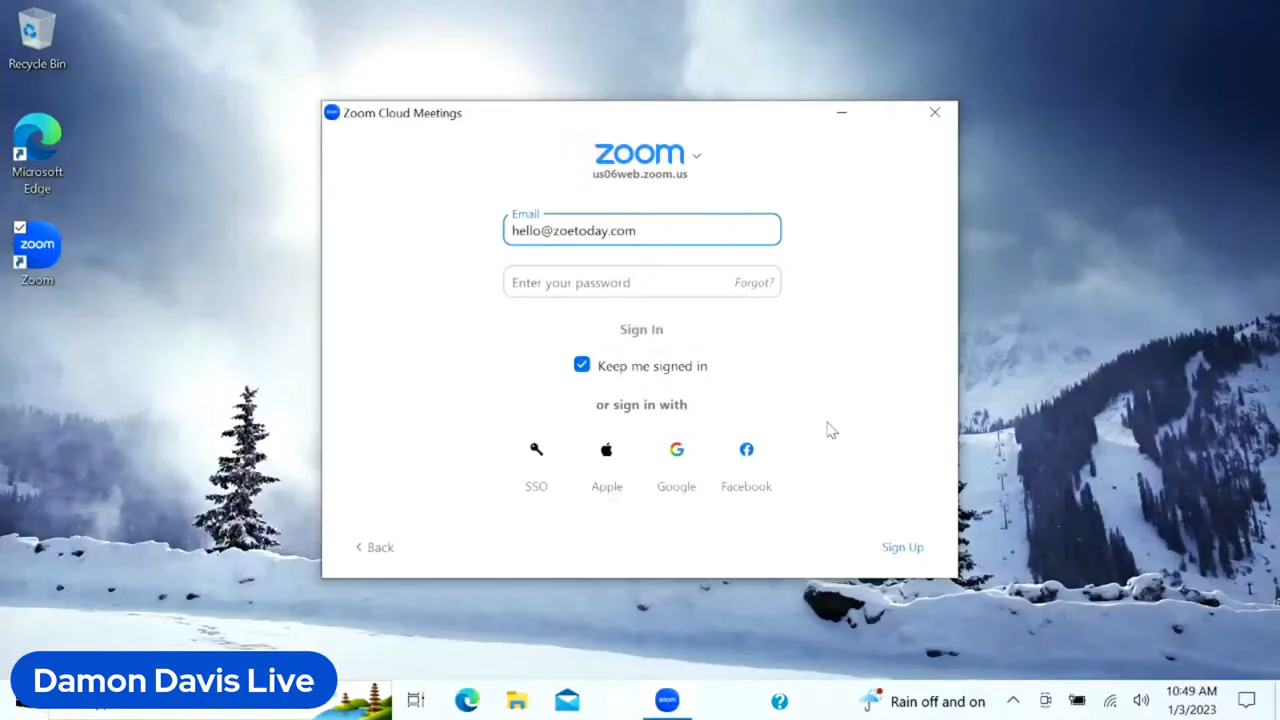 Recycle Bin
Microsoft
Edge
zoom
Zoom
zoom Zoom Cloud Meetings
zoom
us06web.zoom.us
Email
hello@zoetoday.com
Enter your password Forgot?
Sign In
Keep me signed in
or sign in with
SSO Apple Google Facebook
Back Sign Up
Damon Davis Live
zoom
Rain off and on
10:49 AM
1/3/2023